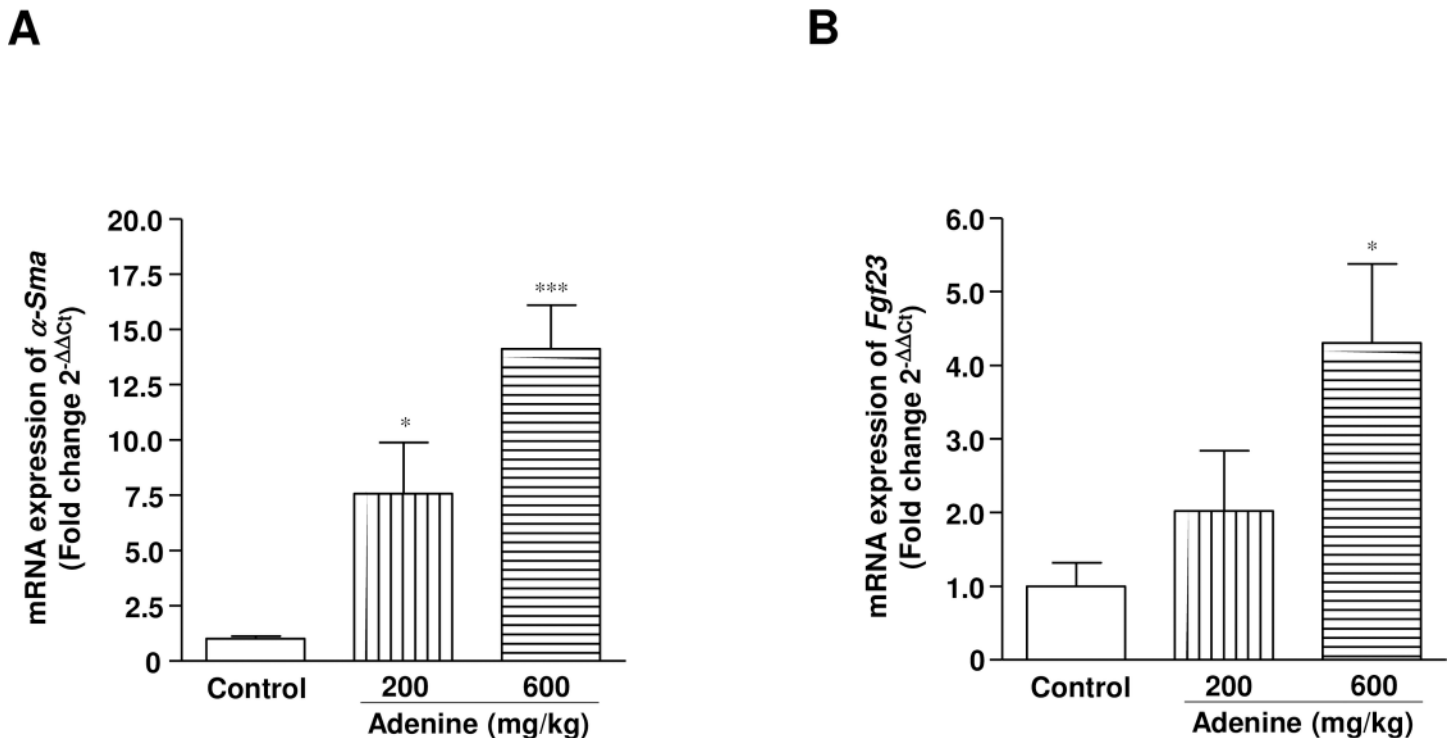 A
mRNA expression of α-Sma
(Fold change 2-ΔΔCt)
20.0
17.5
15.0
12.5
10.0
7.5
5.0
2.5
0
*
***
Control
200
600
Adenine (mg/kg)
B
mRNA expression of Fgf23
(Fold change 2-ΔΔCt)
6.0
5.0
4.0
3.0
2.0
1.0
0
*
Control
200
600
Adenine (mg/kg)